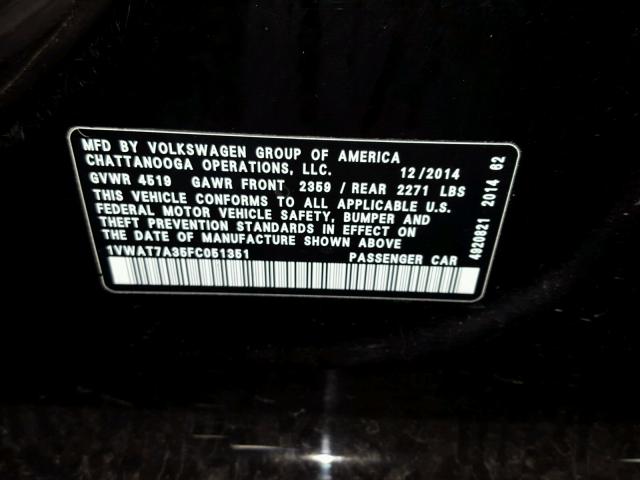 MFD BY VOLKSWAGEN GROUP OF AMERICA
CHATTANOOGA OPERATIONS, LLC. 12/2014
GVWR 4519 GAWR FRONT 2359 / REAR 2271 LBS
THIS VEHICLE CONFORMS TO ALL APPLICABLE U.S.
FEDERAL MOTOR VEHICLE SAFETY, BUMPER AND
THEFT PREVENTION STANDARDS IN EFFECT ON
THE DATE OF MANUFACTURE SHOWN ABOVE
1VWAT7A35FC051351 PASSENGER CAR
4C20821 2014 62